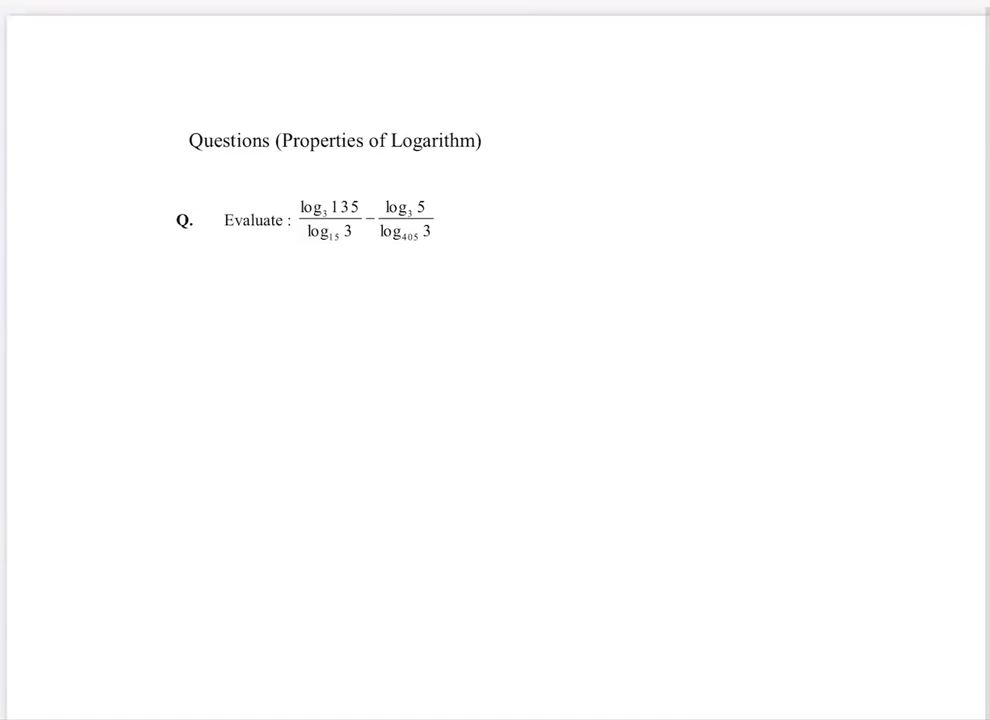 Questions (Properties of Logarithm)
Q. Evaluate : log₃ 135 / log₁₅ 3 − log₃ 5 / log₄₀₅ 3